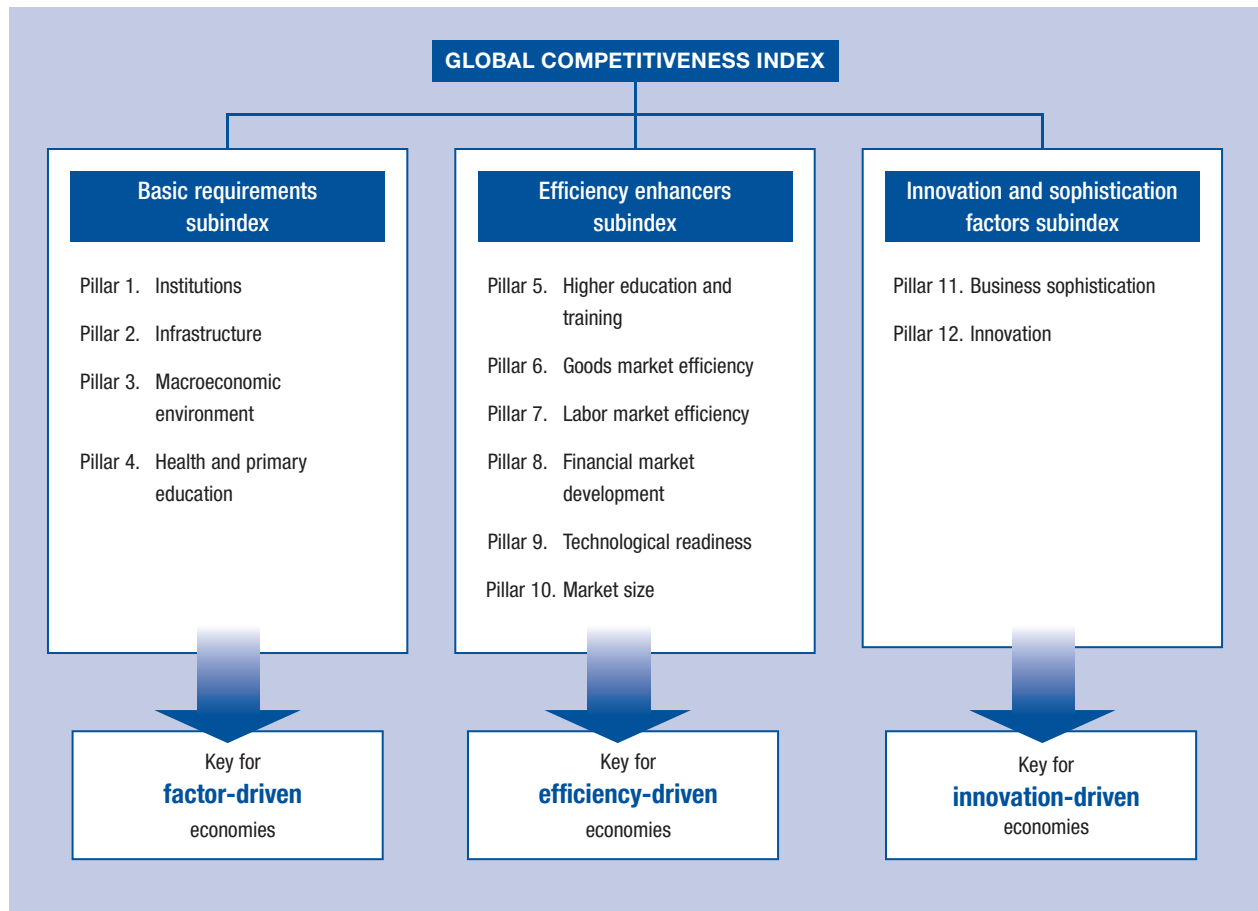 GLOBAL COMPETITIVENESS INDEX
Basic requirements
subindex
Pillar 1. Institutions
Pillar 2. Infrastructure
Pillar 3. Macroeconomic
environment
Pillar 4. Health and primary
education
Key for
factor-driven
economies
Efficiency enhancers
subindex
Pillar 5. Higher education and
training
Pillar 6. Goods market efficiency
Pillar 7. Labor market efficiency
Pillar 8. Financial market
development
Pillar 9. Technological readiness
Pillar 10. Market size
Key for
efficiency-driven
economies
Innovation and sophistication
factors subindex
Pillar 11. Business sophistication
Pillar 12. Innovation
Key for
innovation-driven
economies